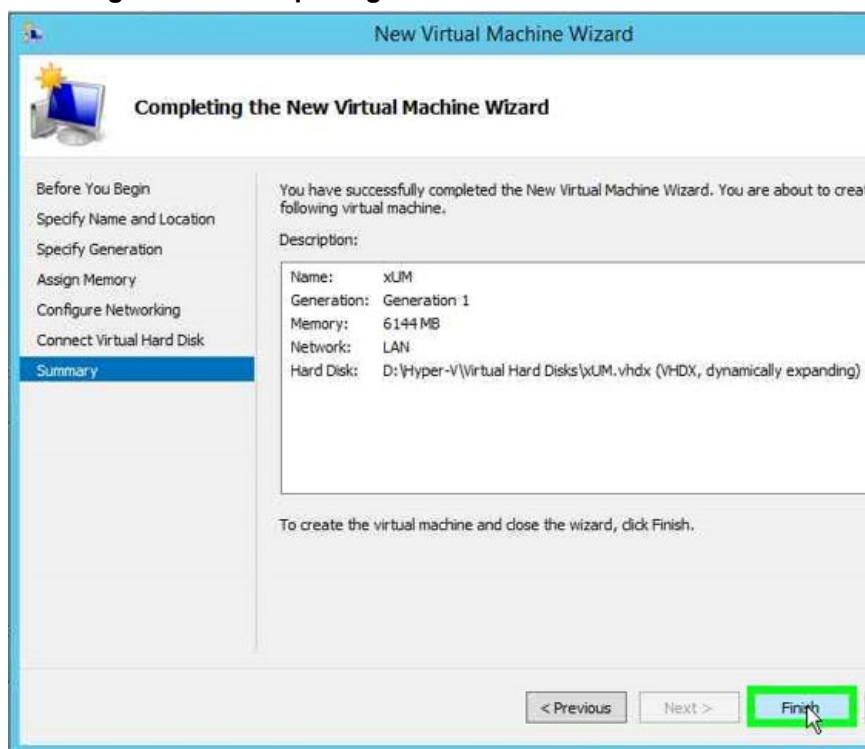 New Virtual Machine Wizard
Completing the New Virtual Machine Wizard
Before You Begin
Specify Name and Location
Specify Generation
Assign Memory
Configure Networking
Connect Virtual Hard Disk
Summary
You have successfully completed the New Virtual Machine Wizard. You are about to crea
following virtual machine.
Description:
Name: xUM
Generation: Generation 1
Memory: 6144 MB
Network: LAN
Hard Disk: D:\Hyper-V\Virtual Hard Disks\xUM.vhdx (VHDX, dynamically expanding)
To create the virtual machine and close the wizard, click Finish.
< Previous
Next >
Finish